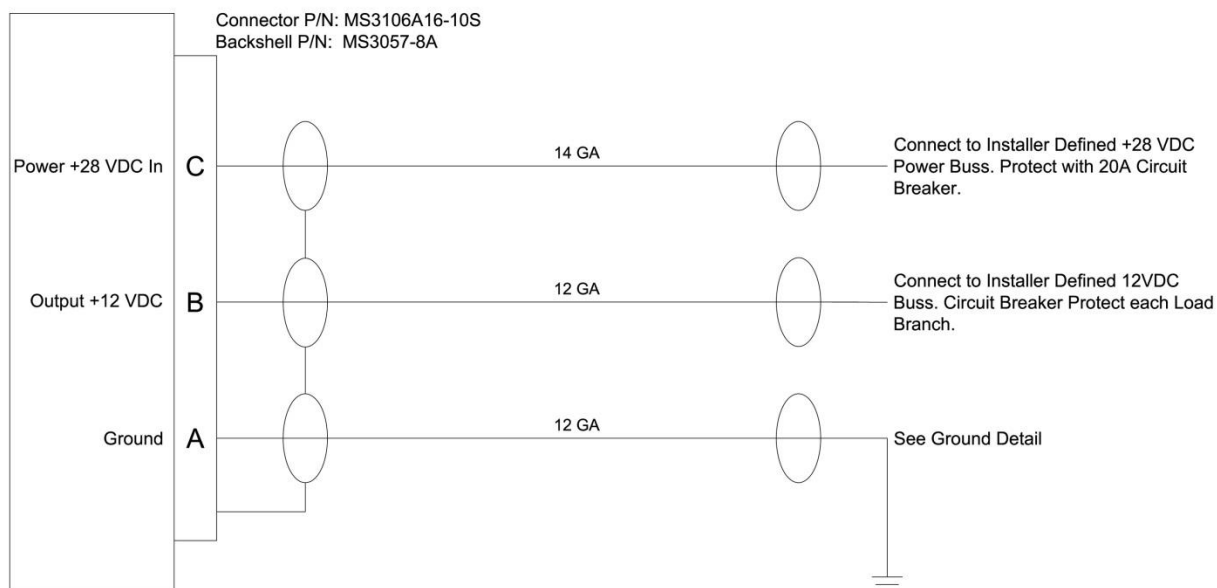 Connector P/N: MS3106A16-10S
Backshell P/N: MS3057-8A
Power +28 VDC In
C
14 GA
Connect to Installer Defined +28 VDC
Power Buss. Protect with 20A Circuit
Breaker.
Output +12 VDC
B
12 GA
Connect to Installer Defined 12VDC
Buss. Circuit Breaker Protect each Load
Branch.
Ground
A
12 GA
See Ground Detail